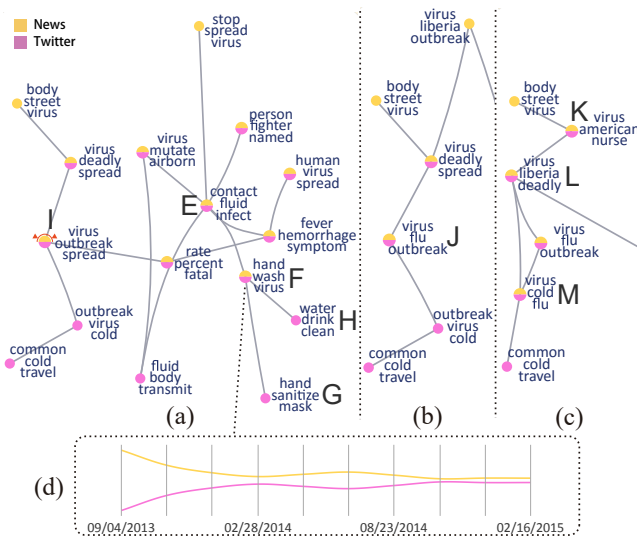 News
Twitter
stop
spread
virus
body
street
virus
virus
deadly
spread
virus
mutate
airborn
person
fighter
named
human
virus
spread
E
contact
fluid
infect
I
virus
outbreak
spread
fever
hemorrhage
symptom
rate
percent
fatal
hand
wash
virus
F
water
drink
clean
H
outbreak
virus
cold
common
cold
travel
fluid
body
transmit
hand
sanitize
mask
G
(a)
virus
liberia
outbreak
body
street
virus
virus
deadly
spread
virus
flu
outbreak
J
outbreak
virus
cold
common
cold
travel
(b)
body
street
virus
K
virus
american
nurse
virus
liberia
deadly
L
virus
flu
outbreak
virus
cold
flu
M
common
cold
travel
(c)
(d)
09/04/2013 02/28/2014 08/23/2014 02/16/2015